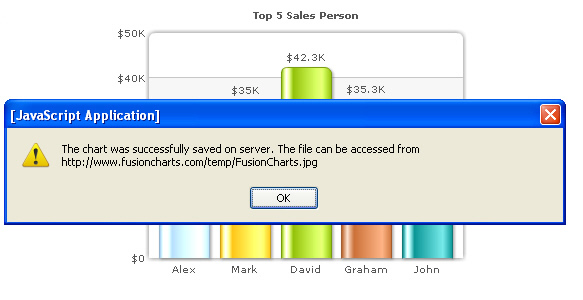 Top 5 Sales Person
$50K
$42.3K
$40K
$35K
$35.3K
[JavaScript Application]
The chart was successfully saved on server. The file can be accessed from
http://www.fusioncharts.com/temp/FusionCharts.jpg
OK
$0
Alex Mark David Graham John